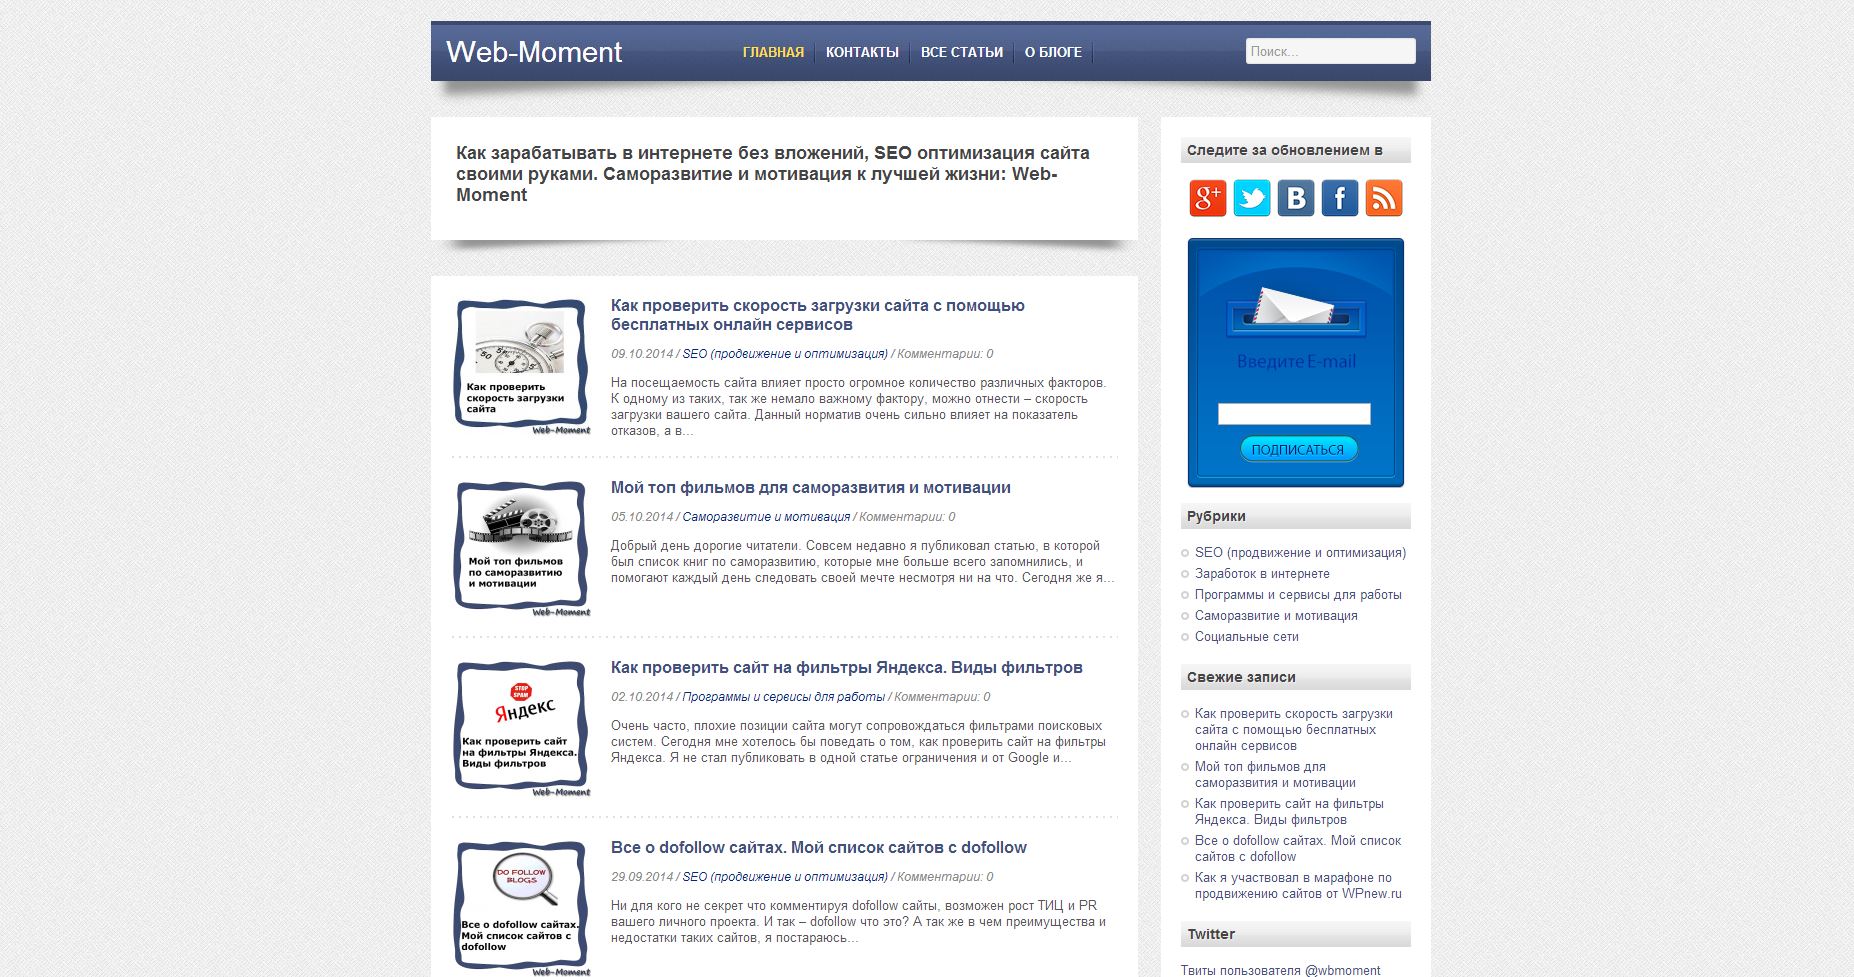 Web-Moment
ГЛАВНАЯ
КОНТАКТЫ
ВСЕ СТАТЬИ
О БЛОГЕ
Поиск...
Как зарабатывать в интернете без вложений, SEO оптимизация сайта
своими руками. Саморазвитие и мотивация к лучшей жизни: Web-
Moment
Как проверить
скорость загрузки
сайта
Web-Moment
Как проверить скорость загрузки сайта с помощью
бесплатных онлайн сервисов
09.10.2014 / SEO (продвижение и оптимизация) / Комментарии: 0
На посещаемость сайта влияет просто огромное количество различных факторов.
К одному из таких, так же немало важному фактору, можно отнести – скорость
загрузки вашего сайта. Данный норматив очень сильно влияет на показатель
отказов, а в...
Мой топ фильмов
по саморазвитию
и мотивации
Web-Moment
Мой топ фильмов для саморазвития и мотивации
05.10.2014 / Саморазвитие и мотивация / Комментарии: 0
Добрый день дорогие читатели. Совсем недавно я публиковал статью, в которой
был список книг по саморазвитию, которые мне больше всего запомнились, и
помогают каждый день следовать своей мечте несмотря ни на что. Сегодня же я...
STOP
SPAM
Яндекс
Как проверить сайт
на фильтры Яндекса.
Виды фильтров
Web-Moment
Как проверить сайт на фильтры Яндекса. Виды фильтров
02.10.2014 / Программы и сервисы для работы / Комментарии: 0
Очень часто, плохие позиции сайта могут сопровождаться фильтрами поисковых
систем. Сегодня мне хотелось бы поведать о том, как проверить сайт на фильтры
Яндекса. Я не стал публиковать в одной статье ограничения и от Google и...
DO FOLLOW
BLOGS
Все о dofollow сайтах.
Мой список сайтов с
dofollow
Web-Moment
Все о dofollow сайтах. Мой список сайтов с dofollow
29.09.2014 / SEO (продвижение и оптимизация) / Комментарии: 0
Ни для кого не секрет что комментируя dofollow сайты, возможен рост ТИЦ и PR
вашего личного проекта. И так – dofollow что это? А так же в чем преимущества и
недостатки таких сайтов, я постараюсь...
Следите за обновлением в
Введите E-mail
ПОДПИСАТЬСЯ
Рубрики
SEO (продвижение и оптимизация)
Заработок в интернете
Программы и сервисы для работы
Саморазвитие и мотивация
Социальные сети
Свежие записи
Как проверить скорость загрузки
сайта с помощью бесплатных
онлайн сервисов
Мой топ фильмов для
саморазвития и мотивации
Как проверить сайт на фильтры
Яндекса. Виды фильтров
Все о dofollow сайтах. Мой список
сайтов с dofollow
Как я участвовал в марафоне по
продвижению сайтов от WPnew.ru
Twitter
Твиты пользователя @wbmoment